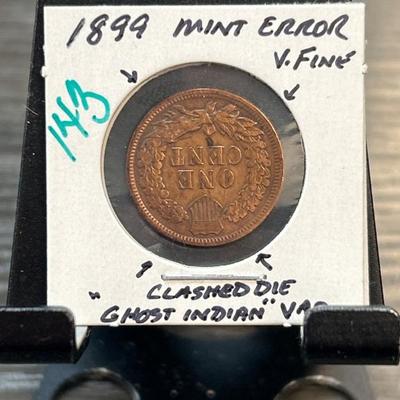 1899 MINT ERROR
V. FINE
143
ONE
CENT
CLASHED DIE
"GHOST INDIAN" VAR